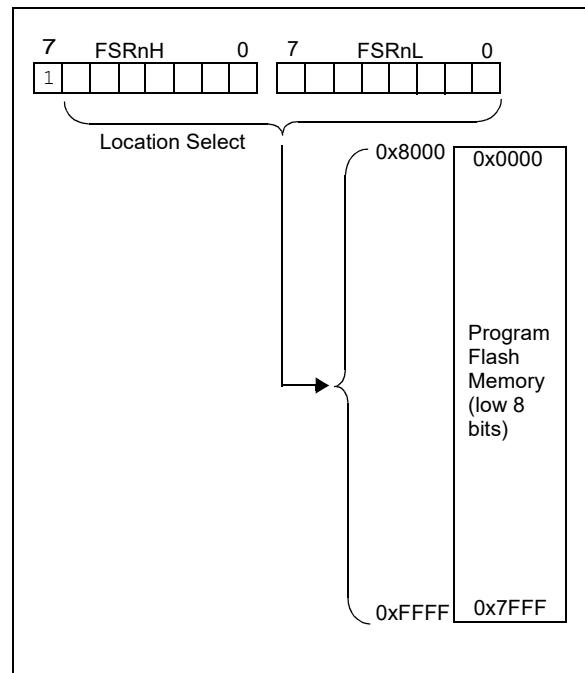 7 FSRnH 0 7 FSRnL 0
1
Location Select
0x8000 0x0000
Program
Flash
Memory
(low 8
bits)
0xFFFF 0x7FFF